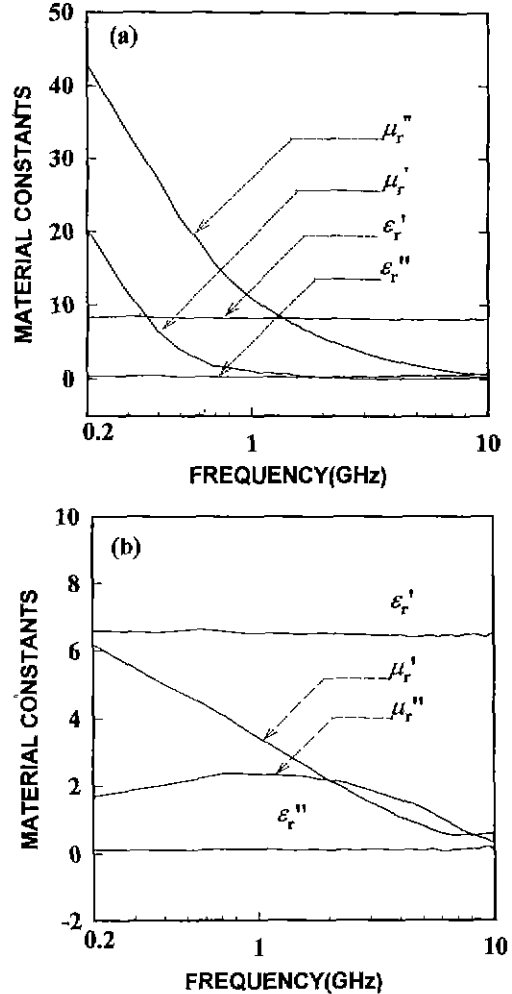 (a)
MATERIAL CONSTANTS
50
40
30
20
10
0
μr"
μr'
εr'
εr"
0.2
1
10
FREQUENCY(GHz)
(b)
MATERIAL CONSTANTS
10
8
6
4
2
0
-2
εr'
μr'
μr"
εr"
0.2
1
10
FREQUENCY(GHz)